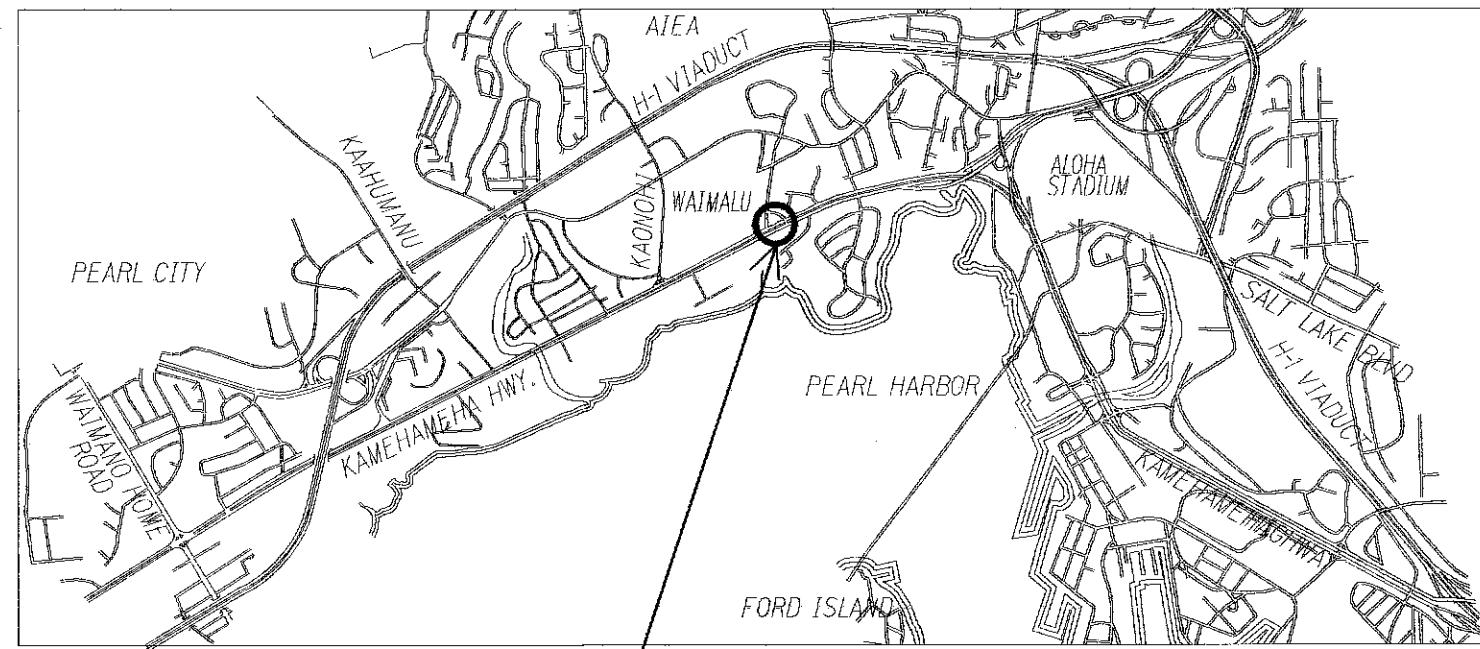 AIEA
H-1 VIADUCT
KAAHUMANU
KAONOHI
WAIMALU
ALOHA
STADIUM
PEARL CITY
SALT LAKE BLVD
H-1 VIADUCT
PEARL HARBOR
KAMEHAMEHA HWY.
WAIMANO HOME
ROAD
KAMEHAMEHA HIGHWAY
FORD ISLAND